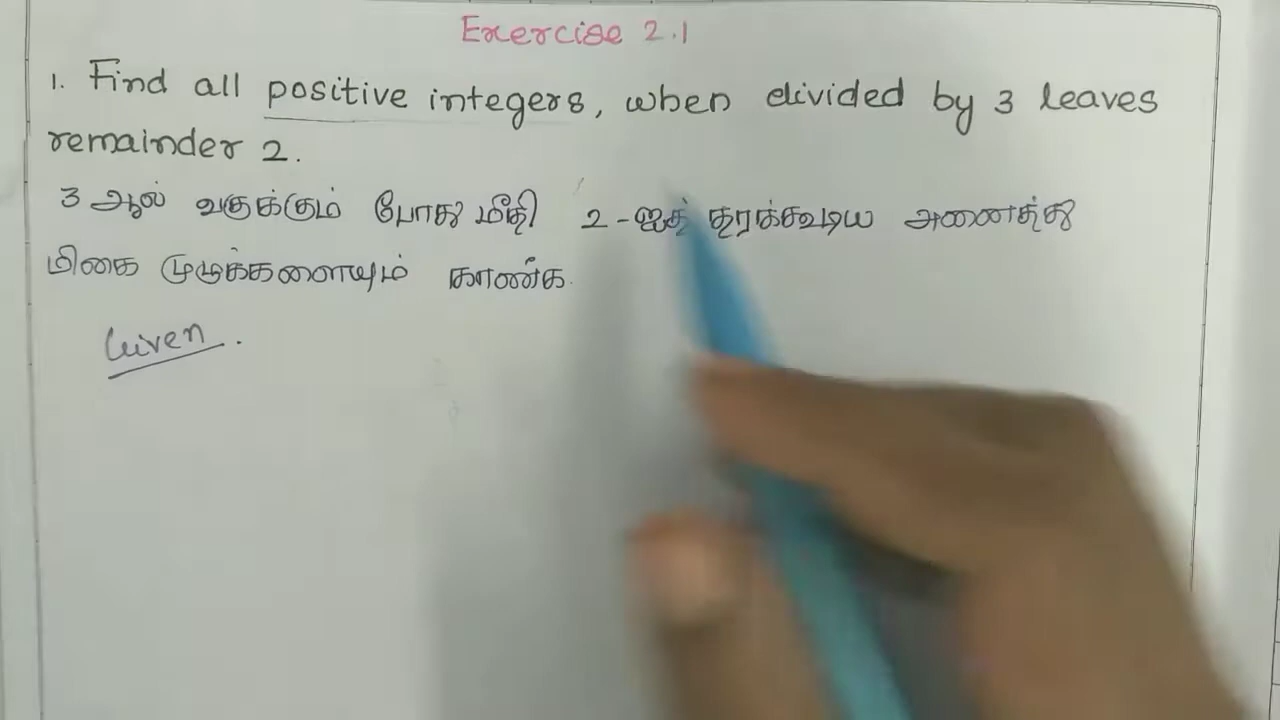 Exercise 2.1
1. Find all positive integers, when divided by 3 leaves
remainder 2.
3 ஆல் வகுக்கும் போது மீதி 2-ஐத் தரக்கூடிய அனைத்து
மிகை முழுக்களையும் காண்க.
Given.